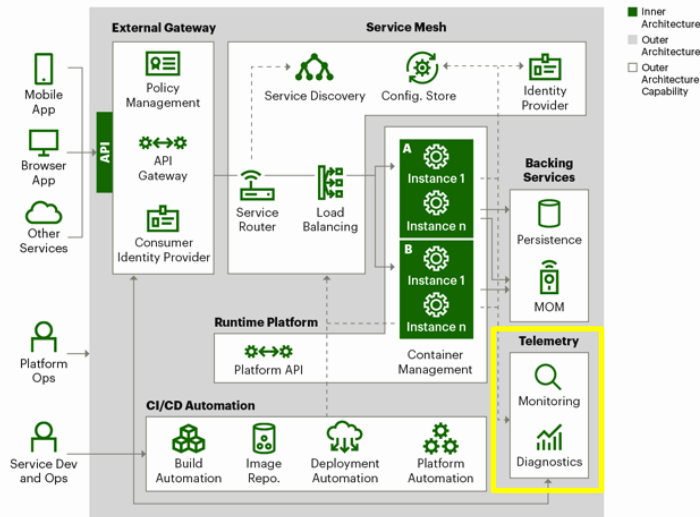 External Gateway
Service Mesh
Inner
Architecture
Outer
Architecture
Outer
Architecture
Capability
Mobile
App
Browser
App
Other
Services
API
Policy
Management
API
Gateway
Consumer
Identity Provider
Service Discovery
Config. Store
Identity
Provider
Service
Router
Load
Balancing
A
Instance 1
Instance n
B
Instance 1
Instance n
Container
Management
Backing
Services
Persistence
MOM
Runtime Platform
Platform API
Telemetry
Monitoring
Diagnostics
Platform
Ops
Service Dev
and Ops
CI/CD Automation
Build
Automation
Image
Repo.
Deployment
Automation
Platform
Automation